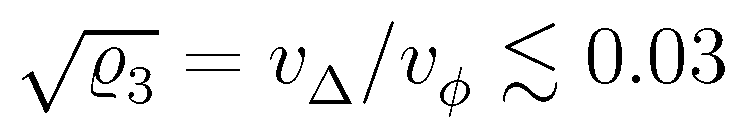 √ϱ₃ = v_Δ/v_ϕ ≲ 0.03